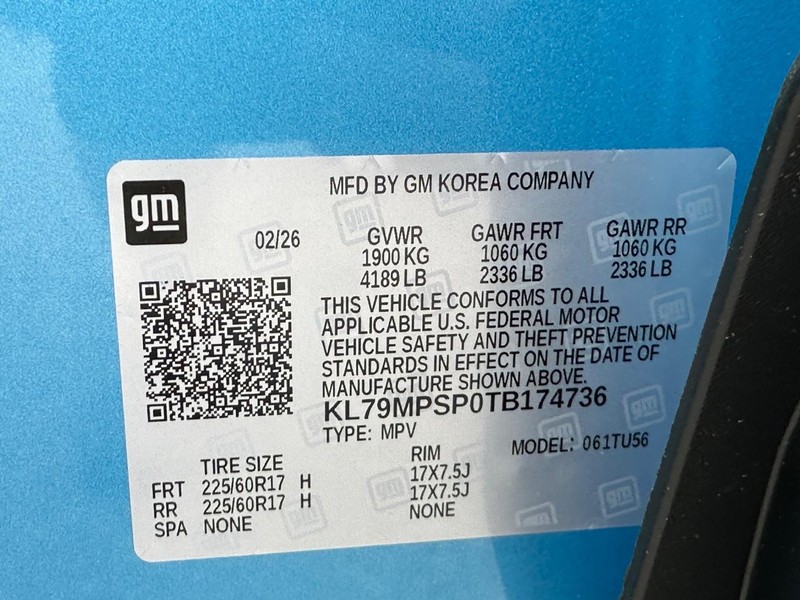 gm
MFD BY GM KOREA COMPANY
02/26
GVWR GAWR FRT GAWR RR
1900 KG 1060 KG 1060 KG
4189 LB 2336 LB 2336 LB
THIS VEHICLE CONFORMS TO ALL
APPLICABLE U.S. FEDERAL MOTOR
VEHICLE SAFETY AND THEFT PREVENTION
STANDARDS IN EFFECT ON THE DATE OF
MANUFACTURE SHOWN ABOVE.
KL79MPSP0TB174736
TYPE: MPV MODEL: 061TU56
TIRE SIZE RIM
FRT 225/60R17 H 17X7.5J
RR 225/60R17 H 17X7.5J
SPA NONE NONE